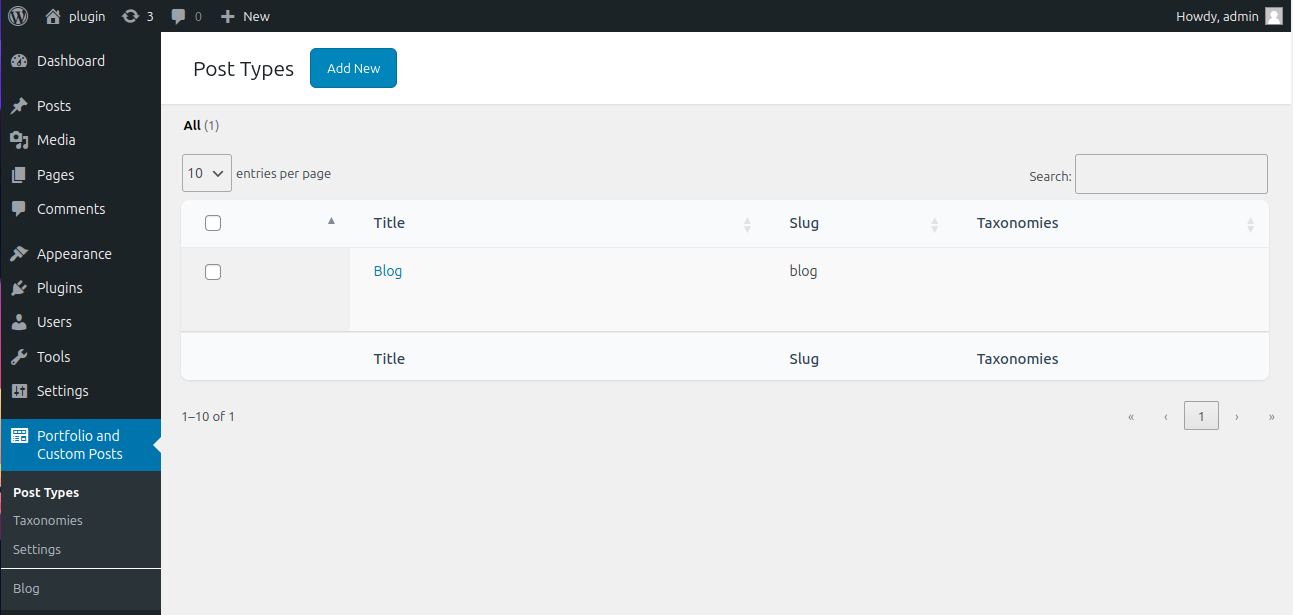 plugin 3 0 New Howdy, admin
Dashboard
Posts
Media
Pages
Comments
Appearance
Plugins
Users
Tools
Settings
Portfolio and
Custom Posts
Post Types
Taxonomies
Settings
Blog
Post Types Add New
All (1)
10 entries per page Search:
Title Slug Taxonomies
Blog blog
Title Slug Taxonomies
1–10 of 1 « ‹ 1 › »